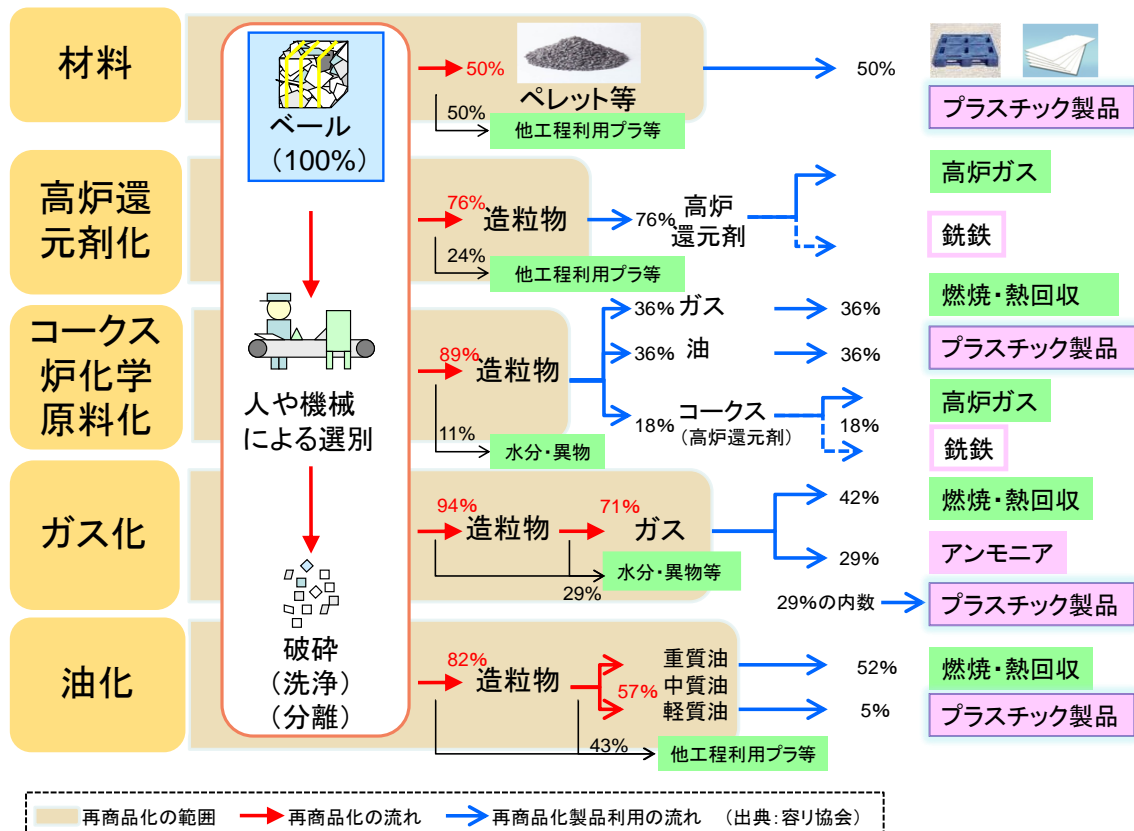 材料
ベール
（100%）
50%
ペレット等
50%
他工程利用プラ等
50%
プラスチック製品
高炉還
元剤化
76%
造粒物
24%
他工程利用プラ等
76%
高炉
還元剤
高炉ガス
銑鉄
人や機械
による選別
コークス
炉化学
原料化
89%
造粒物
11%
水分・異物
36%
ガス
36%
燃焼・熱回収
36%
油
36%
プラスチック製品
18%
コークス
（高炉還元剤）
18%
高炉ガス
銑鉄
ガス化
94%
造粒物
71%
ガス
29%
水分・異物等
42%
燃焼・熱回収
29%
アンモニア
29%の内数
プラスチック製品
破砕
（洗浄）
（分離）
油化
82%
造粒物
57%
重質油
中質油
軽質油
43%
他工程利用プラ等
52%
燃焼・熱回収
5%
プラスチック製品
再商品化の範囲
再商品化の流れ
再商品化製品利用の流れ
（出典：容リ協会）